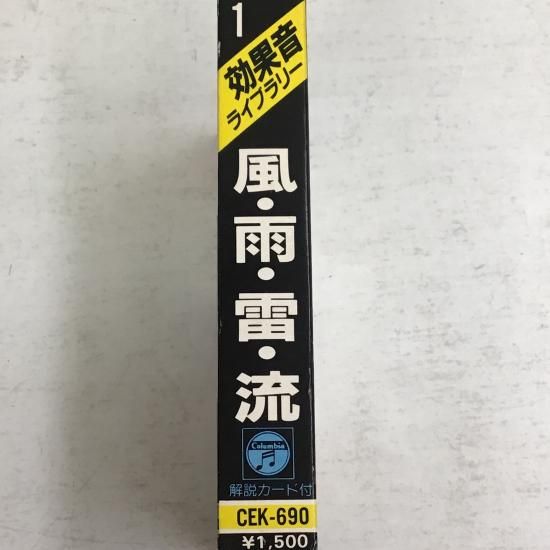 1
効果音
ライブラリー
風・雨・雷・流
Columbia
解説カード付
CEK-690
¥1,500